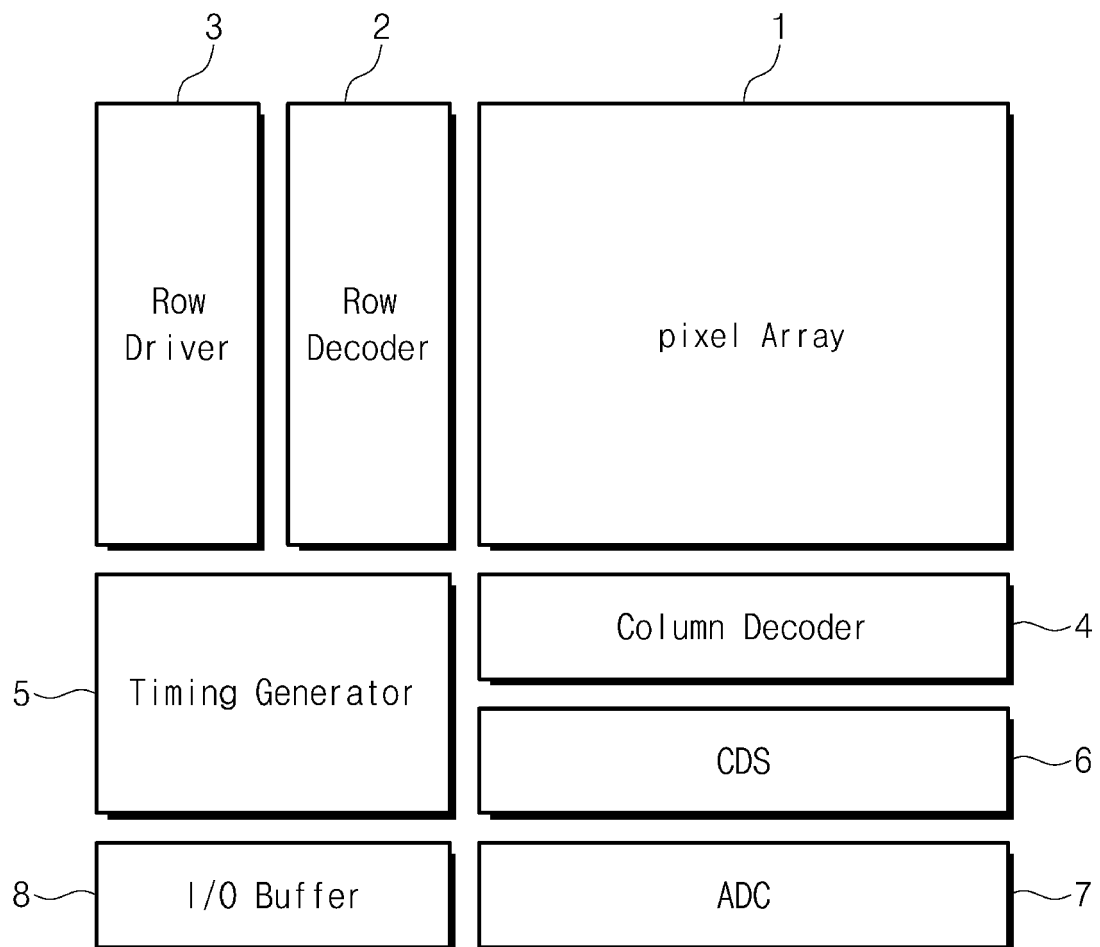 3
2
1
Row
Driver
Row
Decoder
pixel Array
Column Decoder
4
5
Timing Generator
CDS
6
8
I/O Buffer
ADC
7